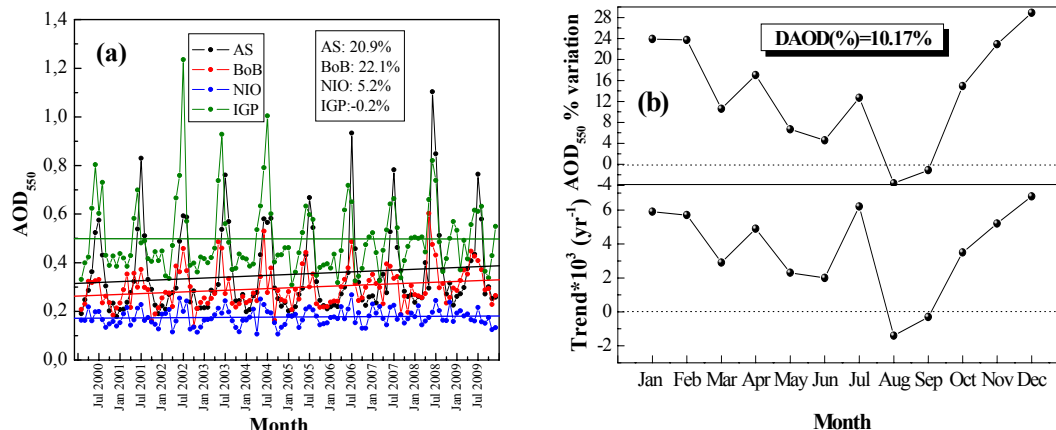 (a)
AS
BoB
NIO
IGP
AS: 20.9%
BoB: 22.1%
NIO: 5.2%
IGP:-0.2%
1,4
1,2
1,0
0,8
0,6
0,4
0,2
0,0
AOD550
Jul 2000
Jan 2001
Jul 2001
Jan 2002
Jul 2002
Jan 2003
Jul 2003
Jan 2004
Jul 2004
Jan 2005
Jul 2005
Jan 2006
Jul 2006
Jan 2007
Jul 2007
Jan 2008
Jul 2008
Jan 2009
Jul 2009
Month
(b)
DAOD(%)=10.17%
28
24
20
16
12
8
4
0
-4
AOD550 % variation
6
4
2
0
-2
Trend*10^3 (yr^-1)
Jan Feb Mar Apr May Jun Jul Aug Sep Oct Nov Dec
Month